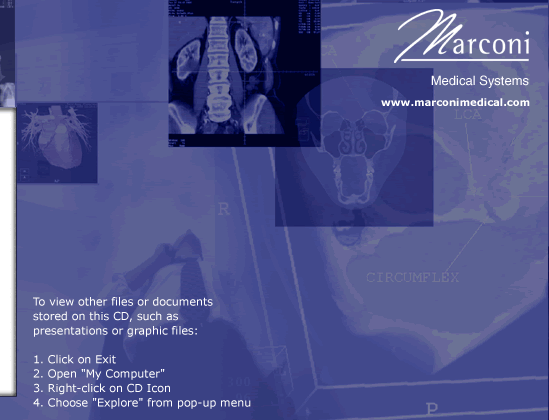 Marconi
Medical Systems
www.marconimedical.com
LCA
R
CIRCUMFLEX
To view other files or documents
stored on this CD, such as
presentations or graphic files:
1. Click on Exit
2. Open "My Computer"
3. Right-click on CD Icon
4. Choose "Explore" from pop-up menu
P